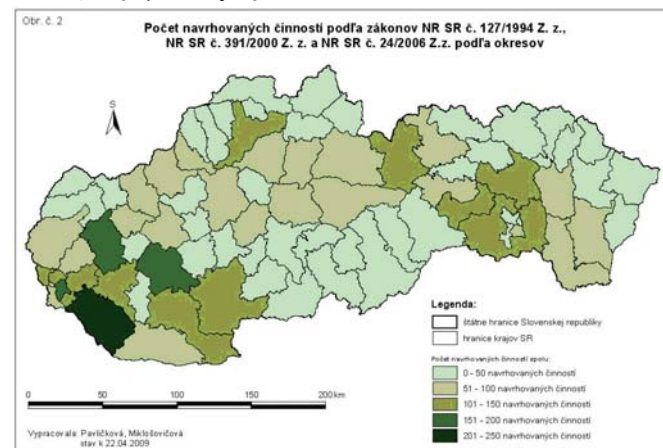 Obr. č. 2
Počet navrhovaných činností podľa zákonov NR SR č. 127/1994 Z. z.,
NR SR č. 391/2000 Z. z. a NR SR č. 24/2006 Z.z. podľa okresov
S
Legenda:
štátne hranice Slovenskej republiky
hranice krajov SR
Počet navrhovaných činností spolu:
0 - 50 navrhovaných činností
51 - 100 navrhovaných činností
101 - 150 navrhovaných činností
151 - 200 navrhovaných činností
201 - 250 navrhovaných činností
0 50 100 150 200 km
Vypracovala: Pavličková, Miklošovičová
stav k 22.04.2009